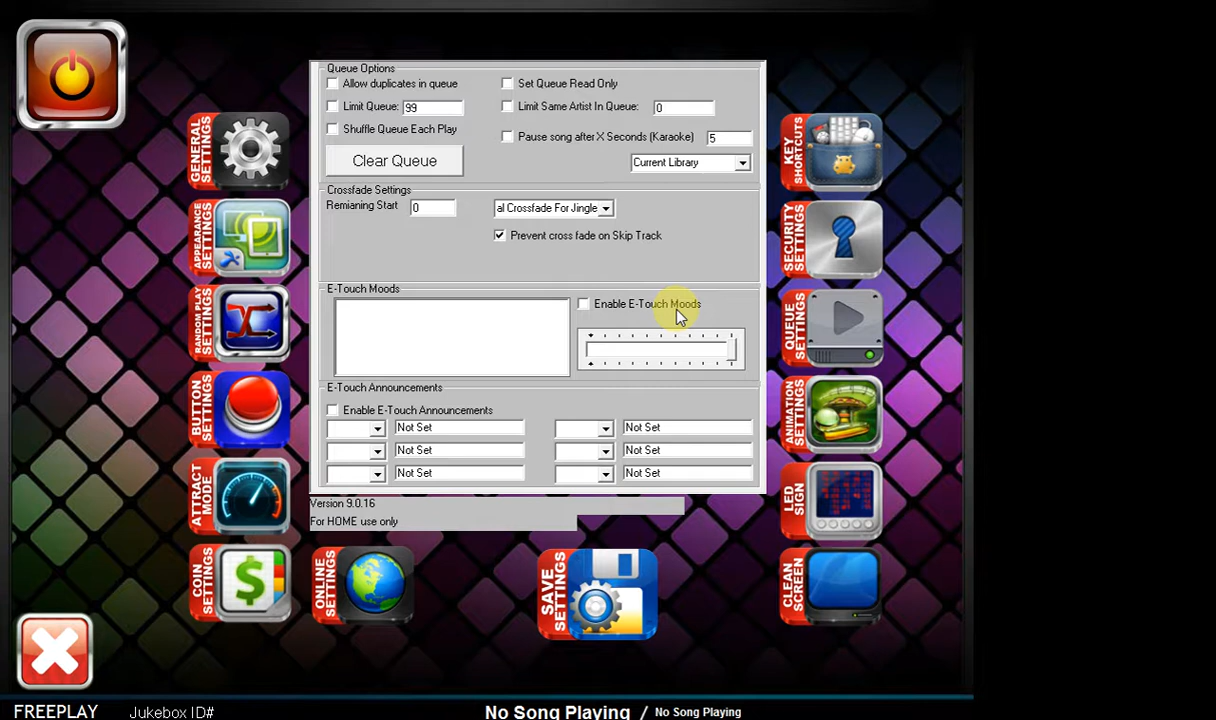 Queue Options
Allow duplicates in queue
Set Queue Read Only
Limit Queue: 99
Limit Same Artist In Queue: 0
Shuffle Queue Each Play
Pause song after X Seconds (Karaoke) 5
Clear Queue
Current Library
Crossfade Settings
Remianing Start 0
al Crossfade For Jingle
Prevent cross fade on Skip Track
E-Touch Moods
Enable E-Touch Moods
E-Touch Announcements
Enable E-Touch Announcements
Not Set Not Set
Not Set Not Set
Not Set Not Set
Version 9.0.16
For HOME use only
GENERAL SETTINGS
APPEARANCE SETTINGS
RANDOM PLAY SETTINGS
BUTTON SETTINGS
ATTRACT MODE
COIN SETTINGS
ONLINE SETTINGS
SAVE SETTINGS
KEY SHORTCUTS
SECURITY SETTINGS
QUEUE SETTINGS
ANIMATION SETTINGS
LED SIGN
CLEAN SCREEN
FREEPLAY Jukebox ID# No Song Playing / No Song Playing